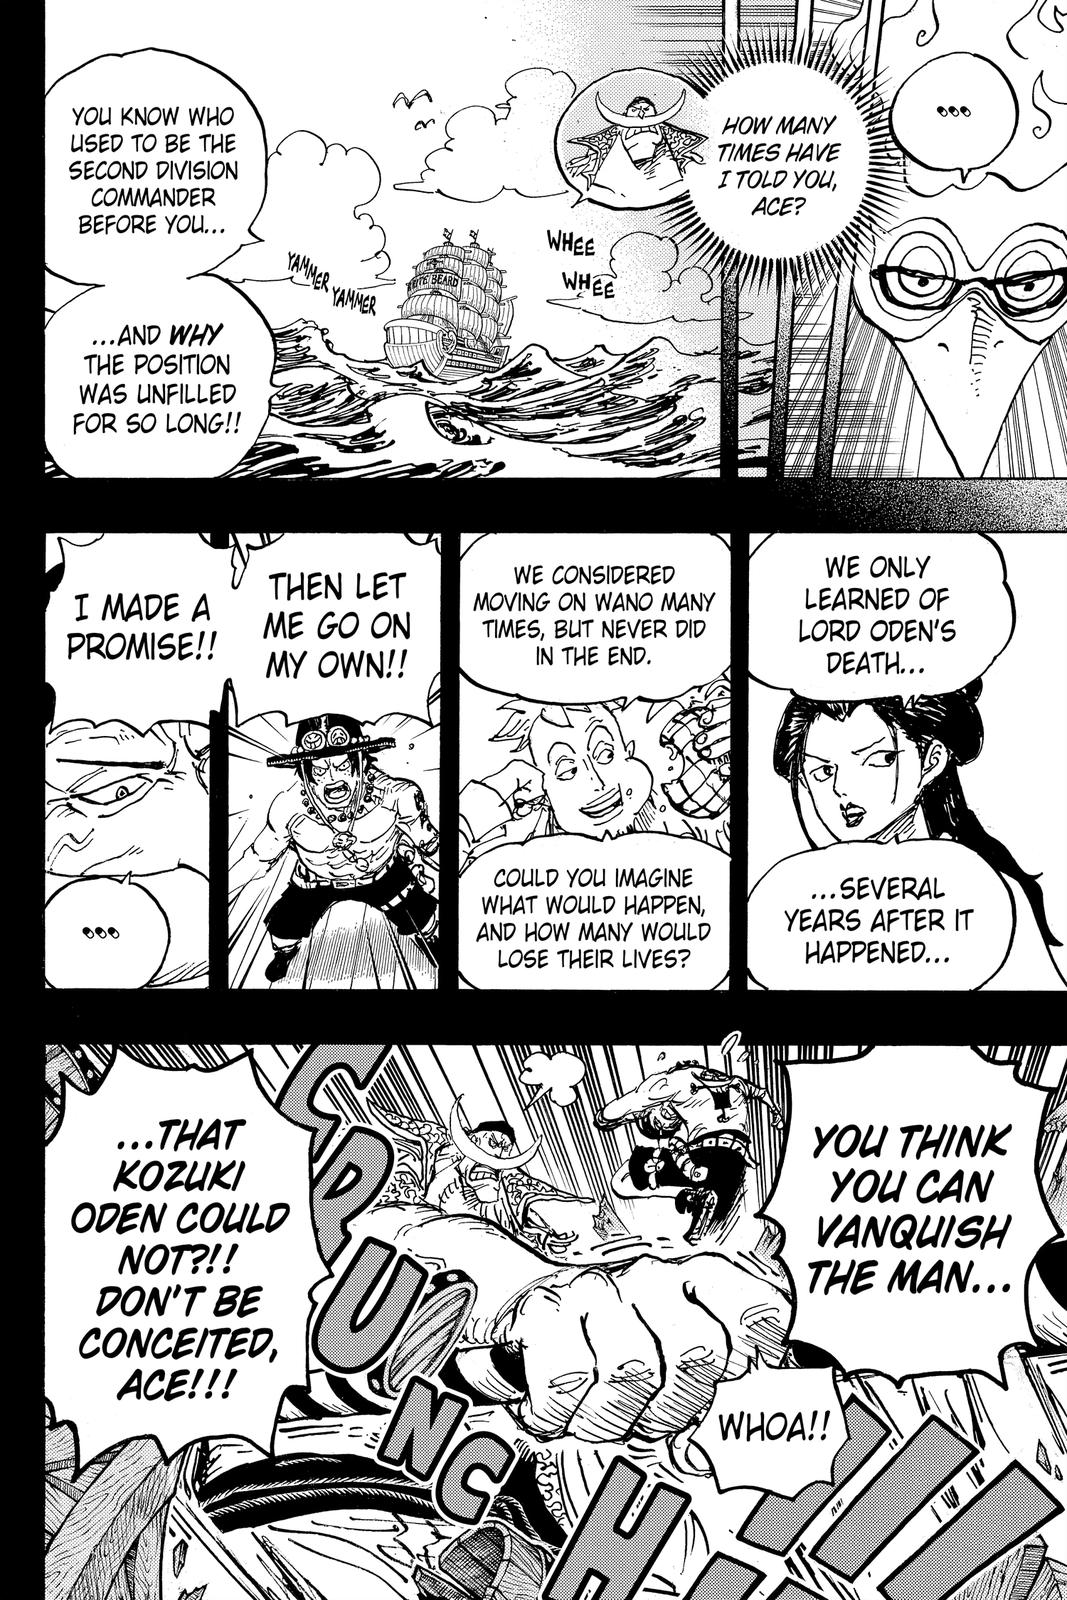 ...
HOW MANY
TIMES HAVE
I TOLD YOU,
ACE?
WHEE
WHEE
YOU KNOW WHO
USED TO BE THE
SECOND DIVISION
COMMANDER
BEFORE YOU...
YAMMER
YAMMER
...AND WHY
THE POSITION
WAS UNFILLED
FOR SO LONG!!
WE ONLY
LEARNED OF
LORD ODEN'S
DEATH...
...SEVERAL
YEARS AFTER IT
HAPPENED...
WE CONSIDERED
MOVING ON WANO MANY
TIMES, BUT NEVER DID
IN THE END.
COULD YOU IMAGINE
WHAT WOULD HAPPEN,
AND HOW MANY WOULD
LOSE THEIR LIVES?
THEN LET
ME GO ON
MY OWN!!
I MADE A
PROMISE!!
...
YOU THINK
YOU CAN
VANQUISH
THE MAN...
WHOA!!
...THAT
KOZUKI
ODEN COULD
NOT?!!
DON'T BE
CONCEITED,
ACE!!!
CRUNCH!!!